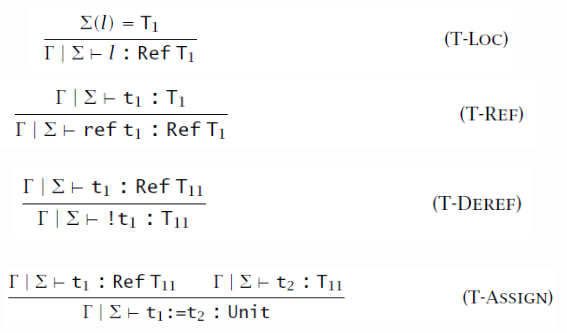 Σ(l) = T₁
Γ | Σ ⊢ l : Ref T₁ (T-LOC)
Γ | Σ ⊢ t₁ : T₁
Γ | Σ ⊢ ref t₁ : Ref T₁ (T-REF)
Γ | Σ ⊢ t₁ : Ref T₁₁
Γ | Σ ⊢ !t₁ : T₁₁ (T-DEREF)
Γ | Σ ⊢ t₁ : Ref T₁₁ Γ | Σ ⊢ t₂ : T₁₁
Γ | Σ ⊢ t₁:=t₂ : Unit (T-ASSIGN)